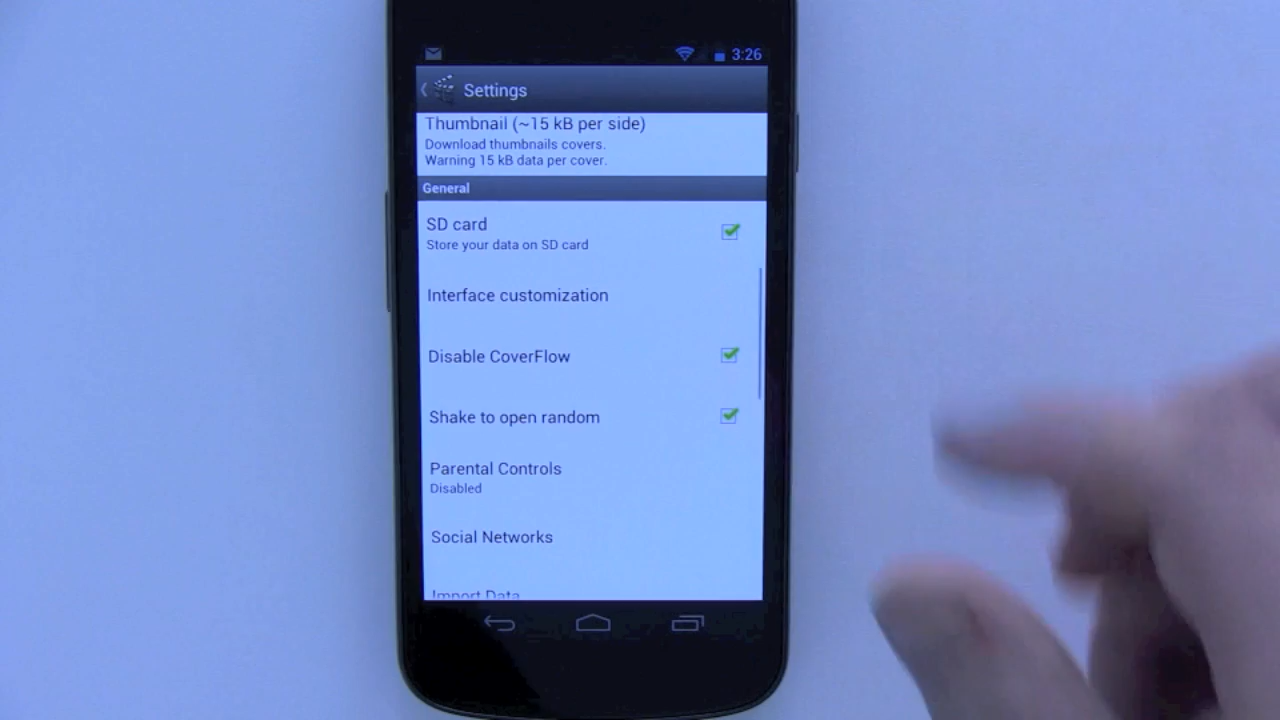 3:26
Settings
Thumbnail (~15 kB per side)
Download thumbnails covers.
Warning 15 kB data per cover.
General
SD card
Store your data on SD card
Interface customization
Disable CoverFlow
Shake to open random
Parental Controls
Disabled
Social Networks
Import Data